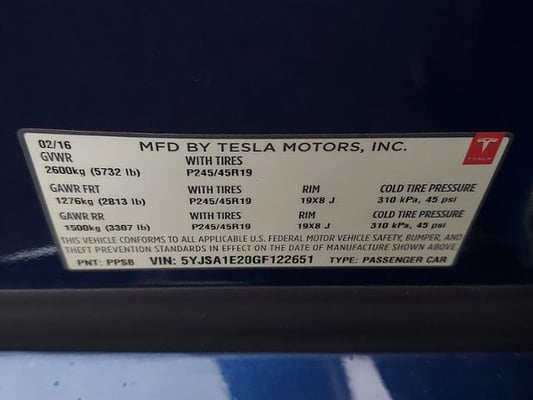 02/16 MFD BY TESLA MOTORS, INC.
GVWR WITH TIRES
2600kg (5732 lb) P245/45R19
TESLA
GAWR FRT WITH TIRES RIM COLD TIRE PRESSURE
1276kg (2813 lb) P245/45R19 19X8 J 310 kPa, 45 psi
GAWR RR WITH TIRES RIM COLD TIRE PRESSURE
1500kg (3307 lb) P245/45R19 19X8 J 310 kPa, 45 psi
THIS VEHICLE CONFORMS TO ALL APPLICABLE U.S. FEDERAL MOTOR VEHICLE SAFETY, BUMPER, AND
THEFT PREVENTION STANDARDS IN EFFECT ON THE DATE OF MANUFACTURE SHOWN ABOVE.
PNT: PPSB VIN: 5YJSA1E20GF122651 TYPE: PASSENGER CAR